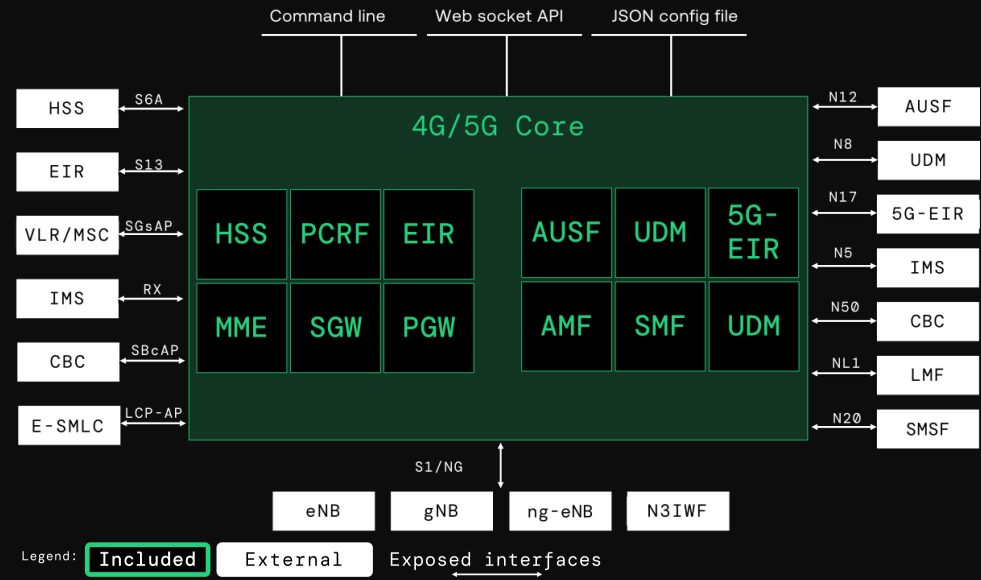 Command line
Web socket API
JSON config file
4G/5G Core
HSS
S6A
EIR
S13
VLR/MSC
SGsAP
IMS
RX
CBC
SBcAP
E-SMLC
LCP-AP
HSS
PCRF
EIR
MME
SGW
PGW
AUSF
UDM
5G-
EIR
AMF
SMF
UDM
N12
AUSF
N8
UDM
N17
5G-EIR
N5
IMS
N50
CBC
NL1
LMF
N20
SMSF
S1/NG
eNB
gNB
ng-eNB
N3IWF
Legend:
Included
External
Exposed interfaces